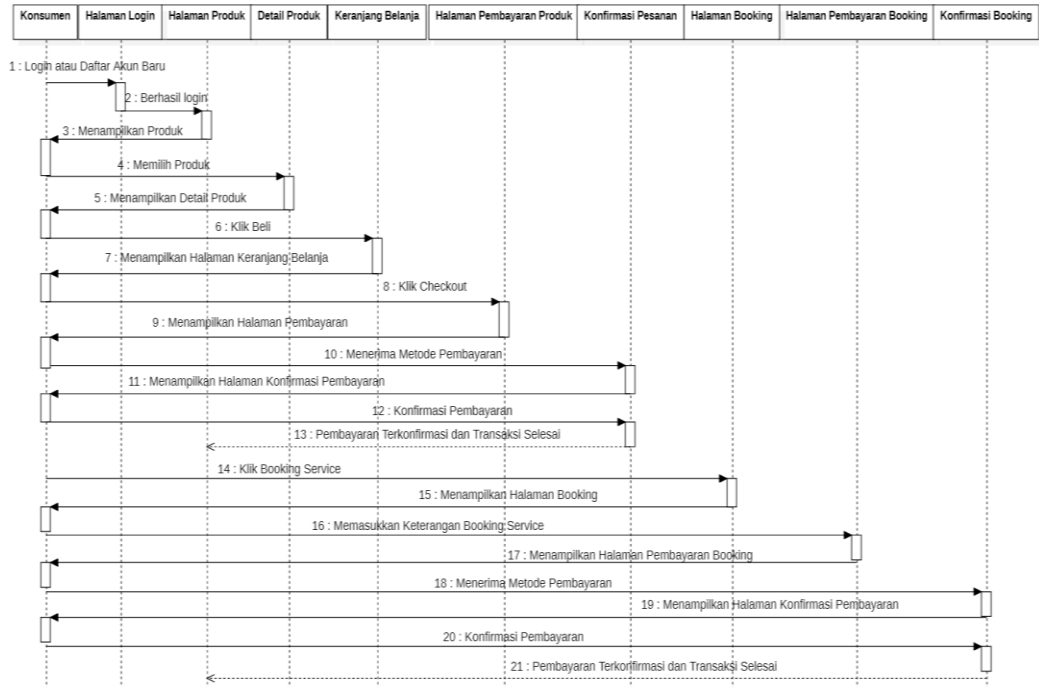 Konsumen
Halaman Login
Halaman Produk
Detail Produk
Keranjang Belanja
Halaman Pembayaran Produk
Konfirmasi Pesanan
Halaman Booking
Halaman Pembayaran Booking
Konfirmasi Booking
1 : Login atau Daftar Akun Baru
2 : Berhasil login
3 : Menampilkan Produk
4 : Memilih Produk
5 : Menampilkan Detail Produk
6 : Klik Beli
7 : Menampilkan Halaman Keranjang Belanja
8 : Klik Checkout
9 : Menampilkan Halaman Pembayaran
10 : Menerima Metode Pembayaran
11 : Menampilkan Halaman Konfirmasi Pembayaran
12 : Konfirmasi Pembayaran
13 : Pembayaran Terkonfirmasi dan Transaksi Selesai
14 : Klik Booking Service
15 : Menampilkan Halaman Booking
16 : Memasukkan Keterangan Booking Service
17 : Menampilkan Halaman Pembayaran Booking
18 : Menerima Metode Pembayaran
19 : Menampilkan Halaman Konfirmasi Pembayaran
20 : Konfirmasi Pembayaran
21 : Pembayaran Terkonfirmasi dan Transaksi Selesai